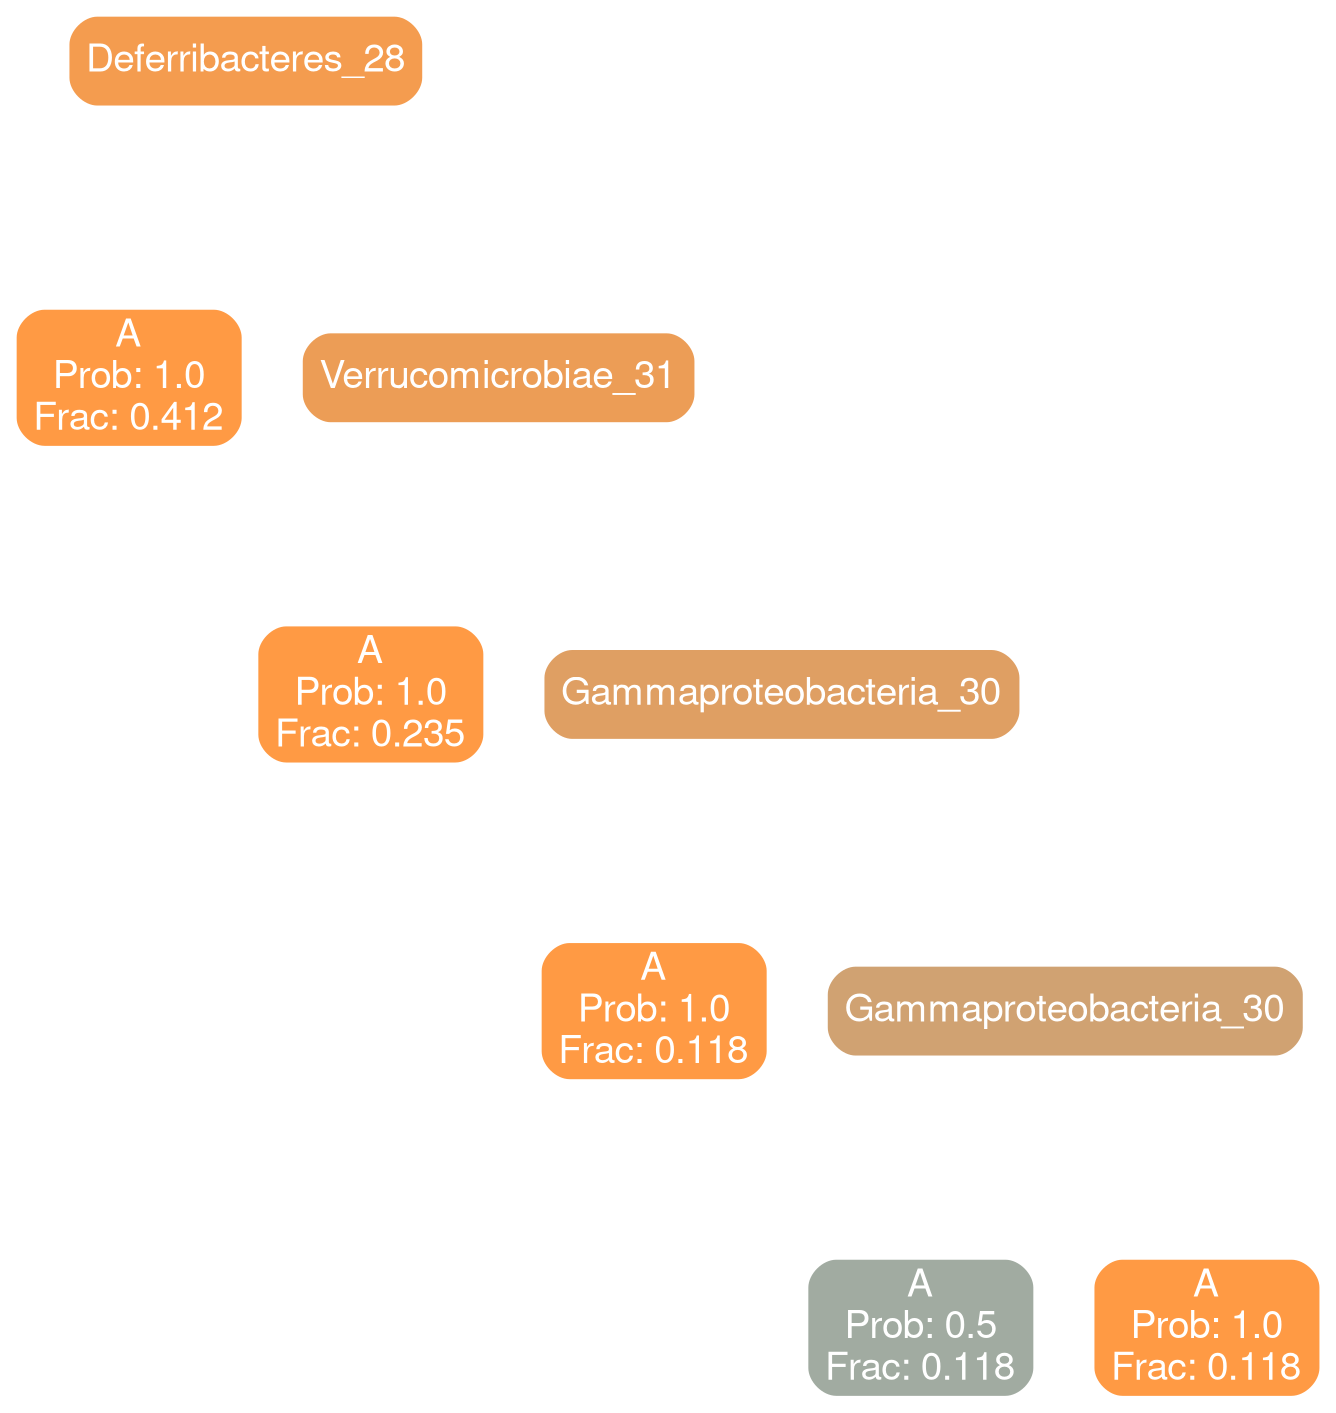 Deferribacteres_28
A
Prob: 1.0
Frac: 0.412
Verrucomicrobiae_31
A
Prob: 1.0
Frac: 0.235
Gammaproteobacteria_30
A
Prob: 1.0
Frac: 0.118
Gammaproteobacteria_30
A
Prob: 0.5
Frac: 0.118
A
Prob: 1.0
Frac: 0.118